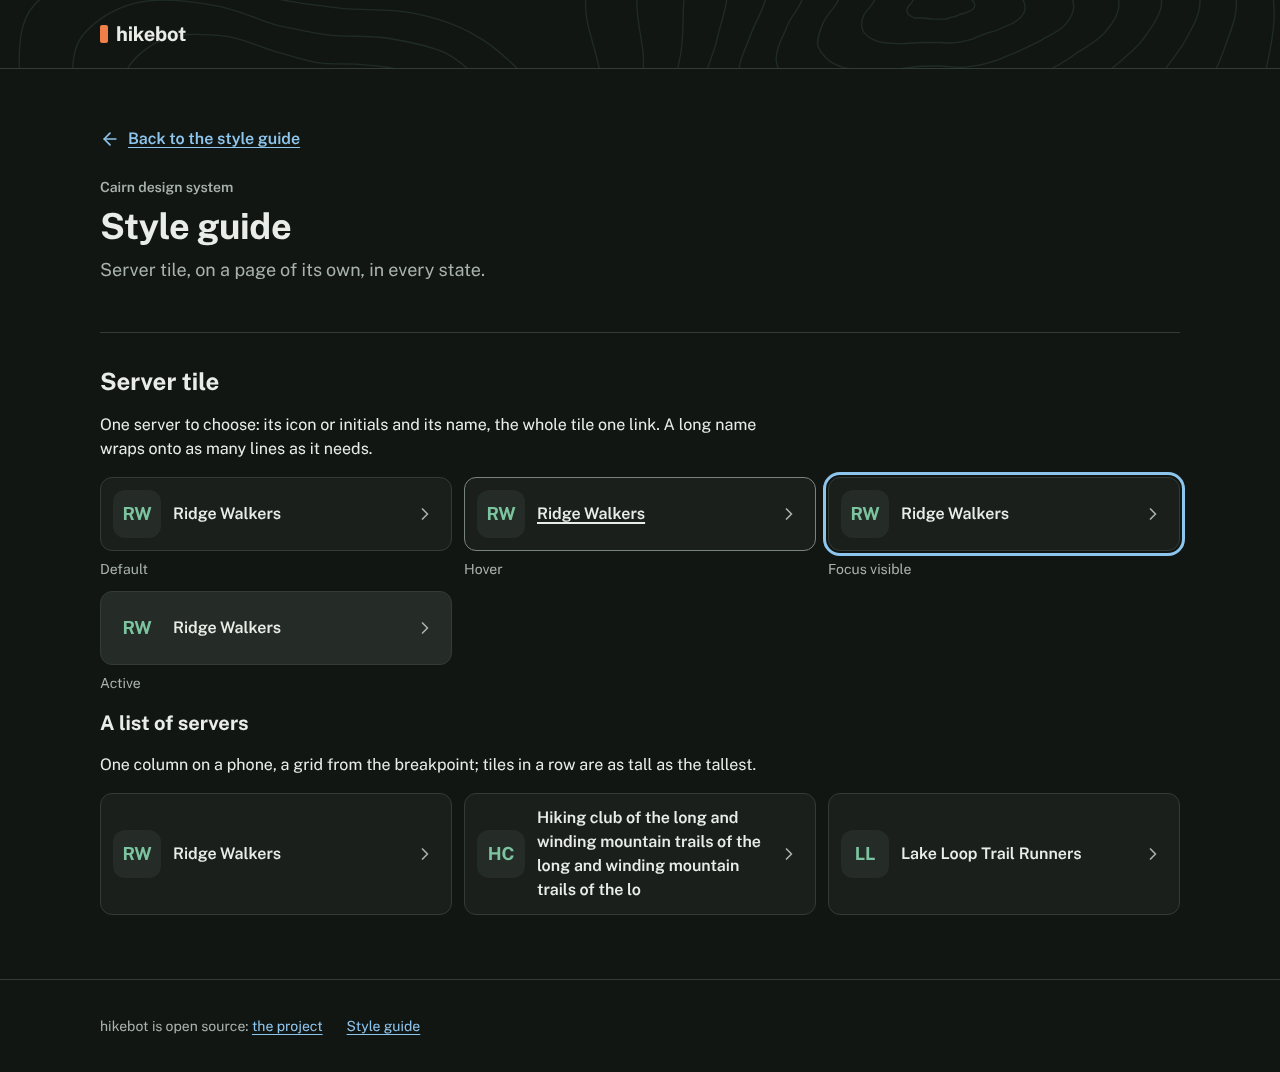 hikebot
Back to the style guide
Cairn design system
Style guide
Server tile, on a page of its own, in every state.
Server tile
One server to choose: its icon or initials and its name, the whole tile one link. A long name
wraps onto as many lines as it needs.
RW Ridge Walkers
Default
RW Ridge Walkers
Hover
RW Ridge Walkers
Focus visible
RW Ridge Walkers
Active
A list of servers
One column on a phone, a grid from the breakpoint; tiles in a row are as tall as the tallest.
RW Ridge Walkers
HC
Hiking club of the long and
winding mountain trails of the
long and winding mountain
trails of the lo
LL Lake Loop Trail Runners
hikebot is open source: the project Style guide